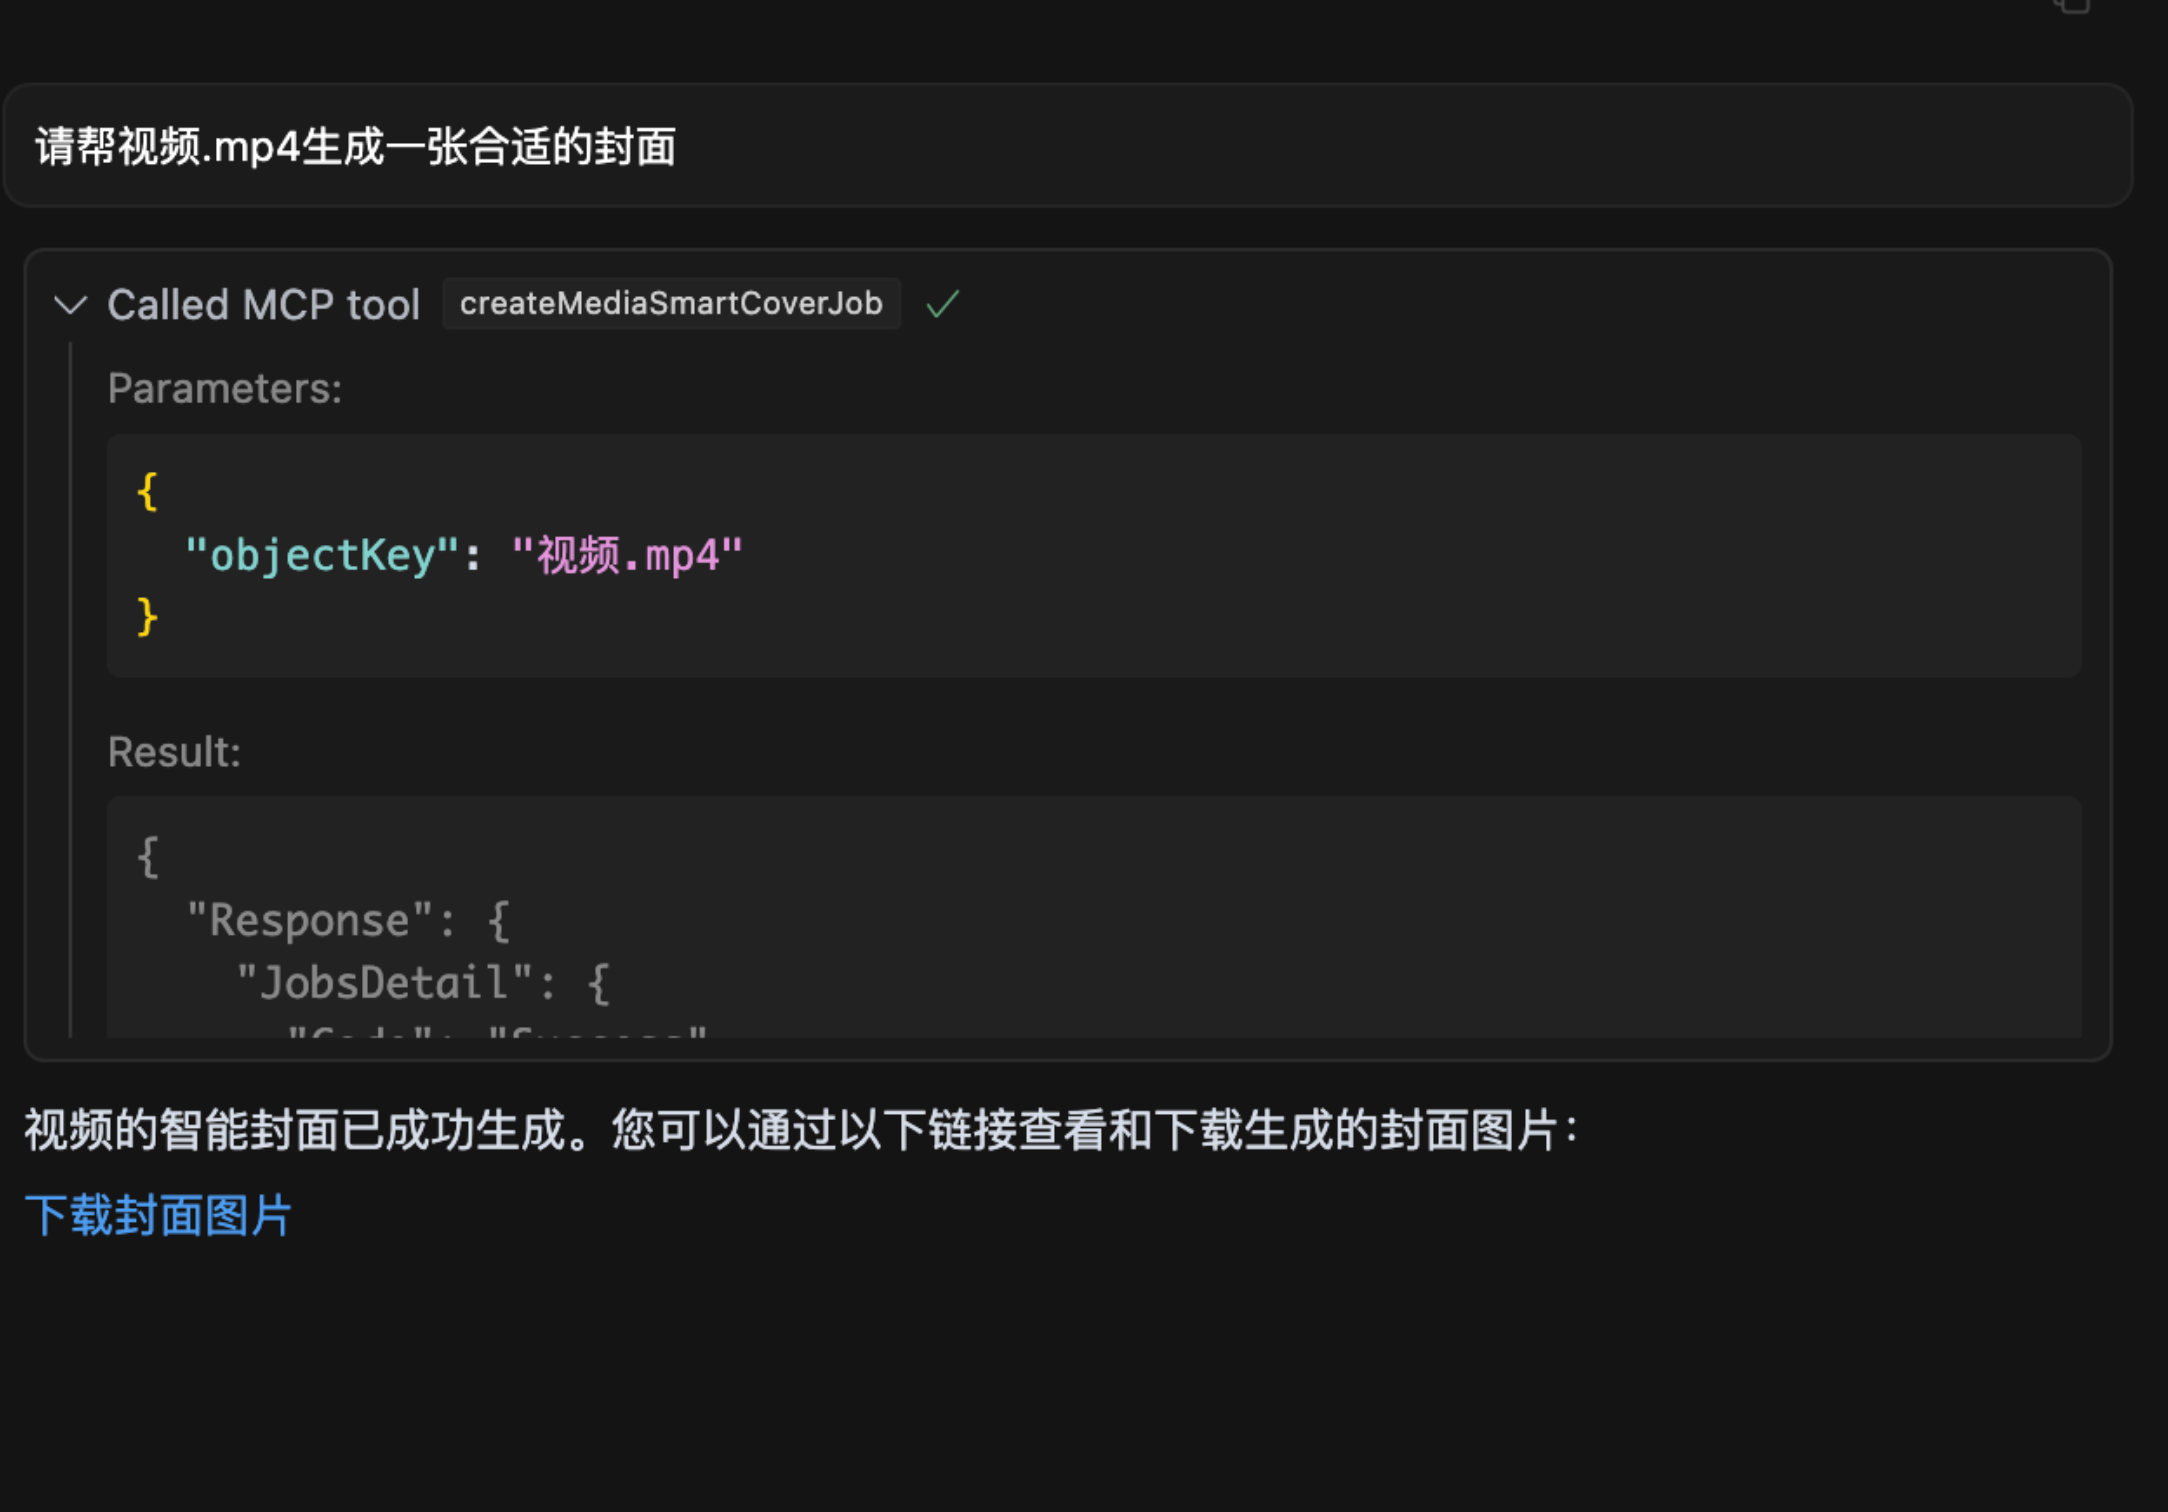 请帮视频.mp4生成一张合适的封面
Called MCP tool createMediaSmartCoverJob
Parameters:
{
"objectKey": "视频.mp4"
}
Result:
{
"Response": {
"JobsDetail": {
"Code": "Success"
视频的智能封面已成功生成。您可以通过以下链接查看和下载生成的封面图片：
下载封面图片